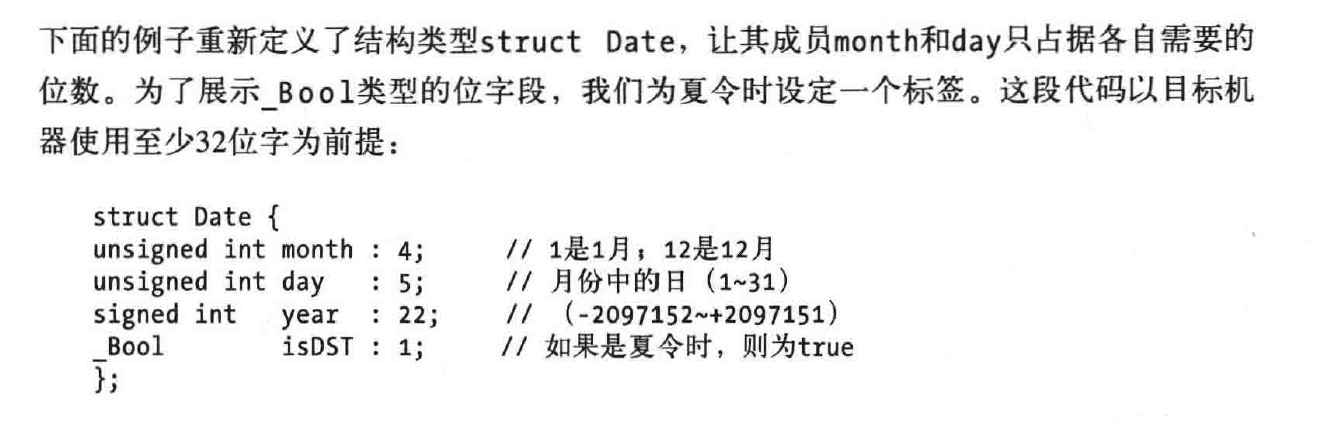 下面的例子重新定义了结构类型struct Date，让其成员month和day只占据各自需要的
位数。为了展示_Bool类型的位字段，我们为夏令时设定一个标签。这段代码以目标机
器使用至少32位字为前提：
struct Date {
unsigned int month : 4;      // 1是1月；12是12月
unsigned int day   : 5;      // 月份中的日（1~31）
signed int   year  : 22;     // （-2097152~+2097151）
_Bool        isDST : 1;      // 如果是夏令时，则为true
};